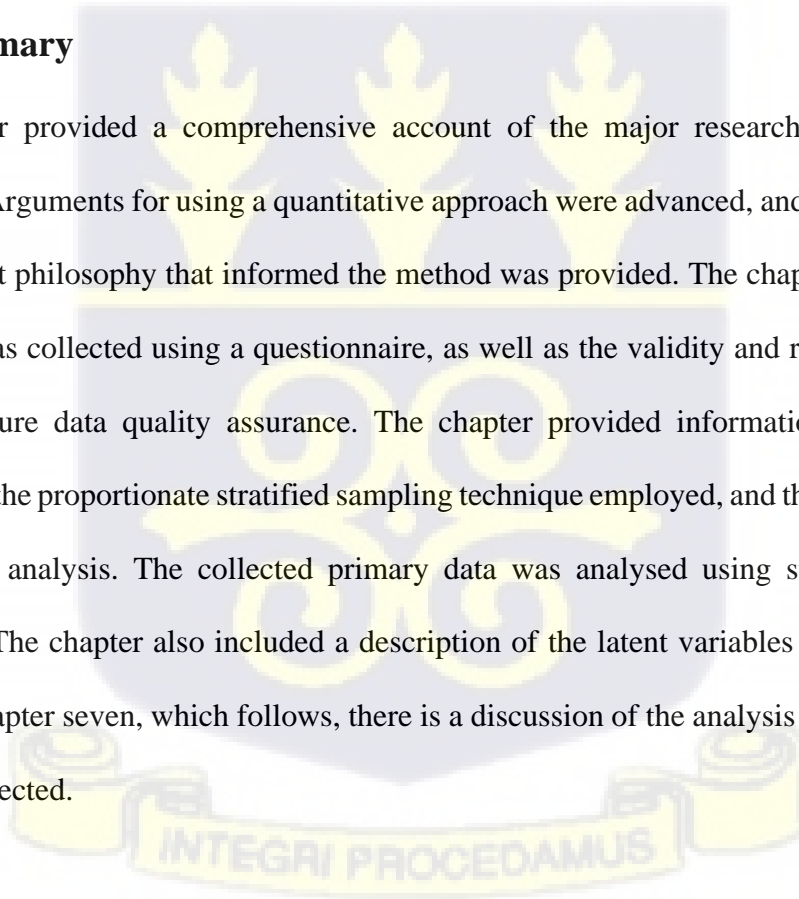 mary
r provided a comprehensive account of the major research
Arguments for using a quantitative approach were advanced, and
t philosophy that informed the method was provided. The chap
as collected using a questionnaire, as well as the validity and r
ure data quality assurance. The chapter provided informatio
the proportionate stratified sampling technique employed, and th
analysis. The collected primary data was analysed using s
The chapter also included a description of the latent variables
apter seven, which follows, there is a discussion of the analysis
ected.
INTEGRI PROCEDAMUS